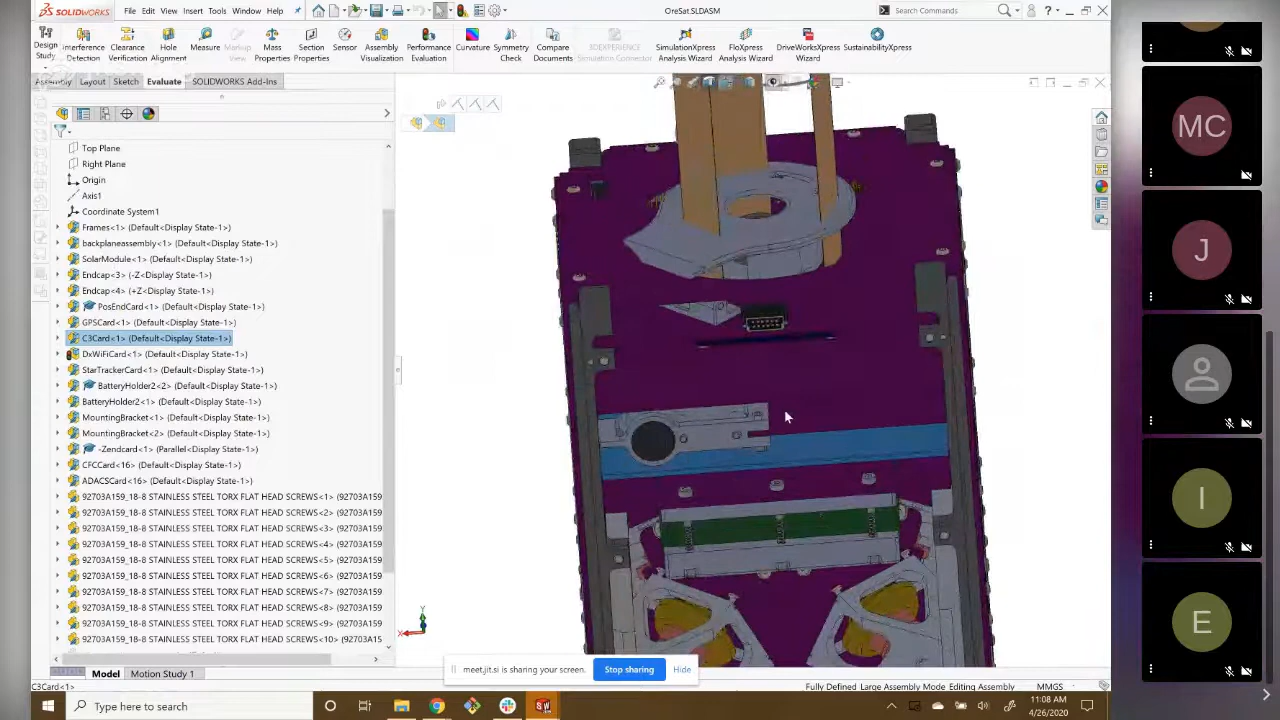 SOLIDWORKS
File Edit View Insert Tools Window Help
OreSat.SLDASM
Search Commands
Design Study
Interference Detection
Clearance Verification
Hole Alignment
Measure
Markup View
Mass Properties
Section Properties
Sensor
Assembly Visualization
Performance Evaluation
Curvature
Symmetry Check
Compare Documents
3DEXPERIENCE Simulation Connector
SimulationXpress Analysis Wizard
FloXpress Analysis Wizard
DriveWorksXpress Wizard
SustainabilityXpress
Assembly Layout Sketch Evaluate SOLIDWORKS Add-Ins
Top Plane
Right Plane
Origin
Axis1
Coordinate System1
Frames<1> (Default<Display State-1>)
backplaneassembly<1> (Default<Display State-1>)
SolarModule<1> (Default<Display State-1>)
Endcap<3> (-Z<Display State-1>)
Endcap<4> (+Z<Display State-1>)
PosEndCard<1> (Default<Display State-1>)
GPSCard<1> (Default<Display State-1>)
C3Card<1> (Default<Display State-1>)
DxWiFiCard<1> (Default<Display State-1>)
StarTrackerCard<1> (Default<Display State-1>)
BatteryHolder2<2> (Default<Display State-1>)
BatteryHolder2<1> (Default<Display State-1>)
MountingBracket<1> (Default<Display State-1>)
MountingBracket<2> (Default<Display State-1>)
-Zendcard<1> (Parallel<Display State-1>)
CFCCard<16> (Default<Display State-1>)
ADACSCard<16> (Default<Display State-1>)
92703A159_18-8 STAINLESS STEEL TORX FLAT HEAD SCREWS<1> (92703A159
92703A159_18-8 STAINLESS STEEL TORX FLAT HEAD SCREWS<2> (92703A159
92703A159_18-8 STAINLESS STEEL TORX FLAT HEAD SCREWS<3> (92703A159
92703A159_18-8 STAINLESS STEEL TORX FLAT HEAD SCREWS<4> (92703A159
92703A159_18-8 STAINLESS STEEL TORX FLAT HEAD SCREWS<5> (92703A159
92703A159_18-8 STAINLESS STEEL TORX FLAT HEAD SCREWS<6> (92703A159
92703A159_18-8 STAINLESS STEEL TORX FLAT HEAD SCREWS<7> (92703A159
92703A159_18-8 STAINLESS STEEL TORX FLAT HEAD SCREWS<8> (92703A159
92703A159_18-8 STAINLESS STEEL TORX FLAT HEAD SCREWS<9> (92703A159
92703A159_18-8 STAINLESS STEEL TORX FLAT HEAD SCREWS<10> (92703A15
Y
X
Model Motion Study 1
meet.jit.si is sharing your screen. Stop sharing Hide
C3Card<1>
Fully Defined Large Assembly Mode Editing Assembly MMGS
Type here to search
11:08 AM
4/26/2020
MC
J
I
E